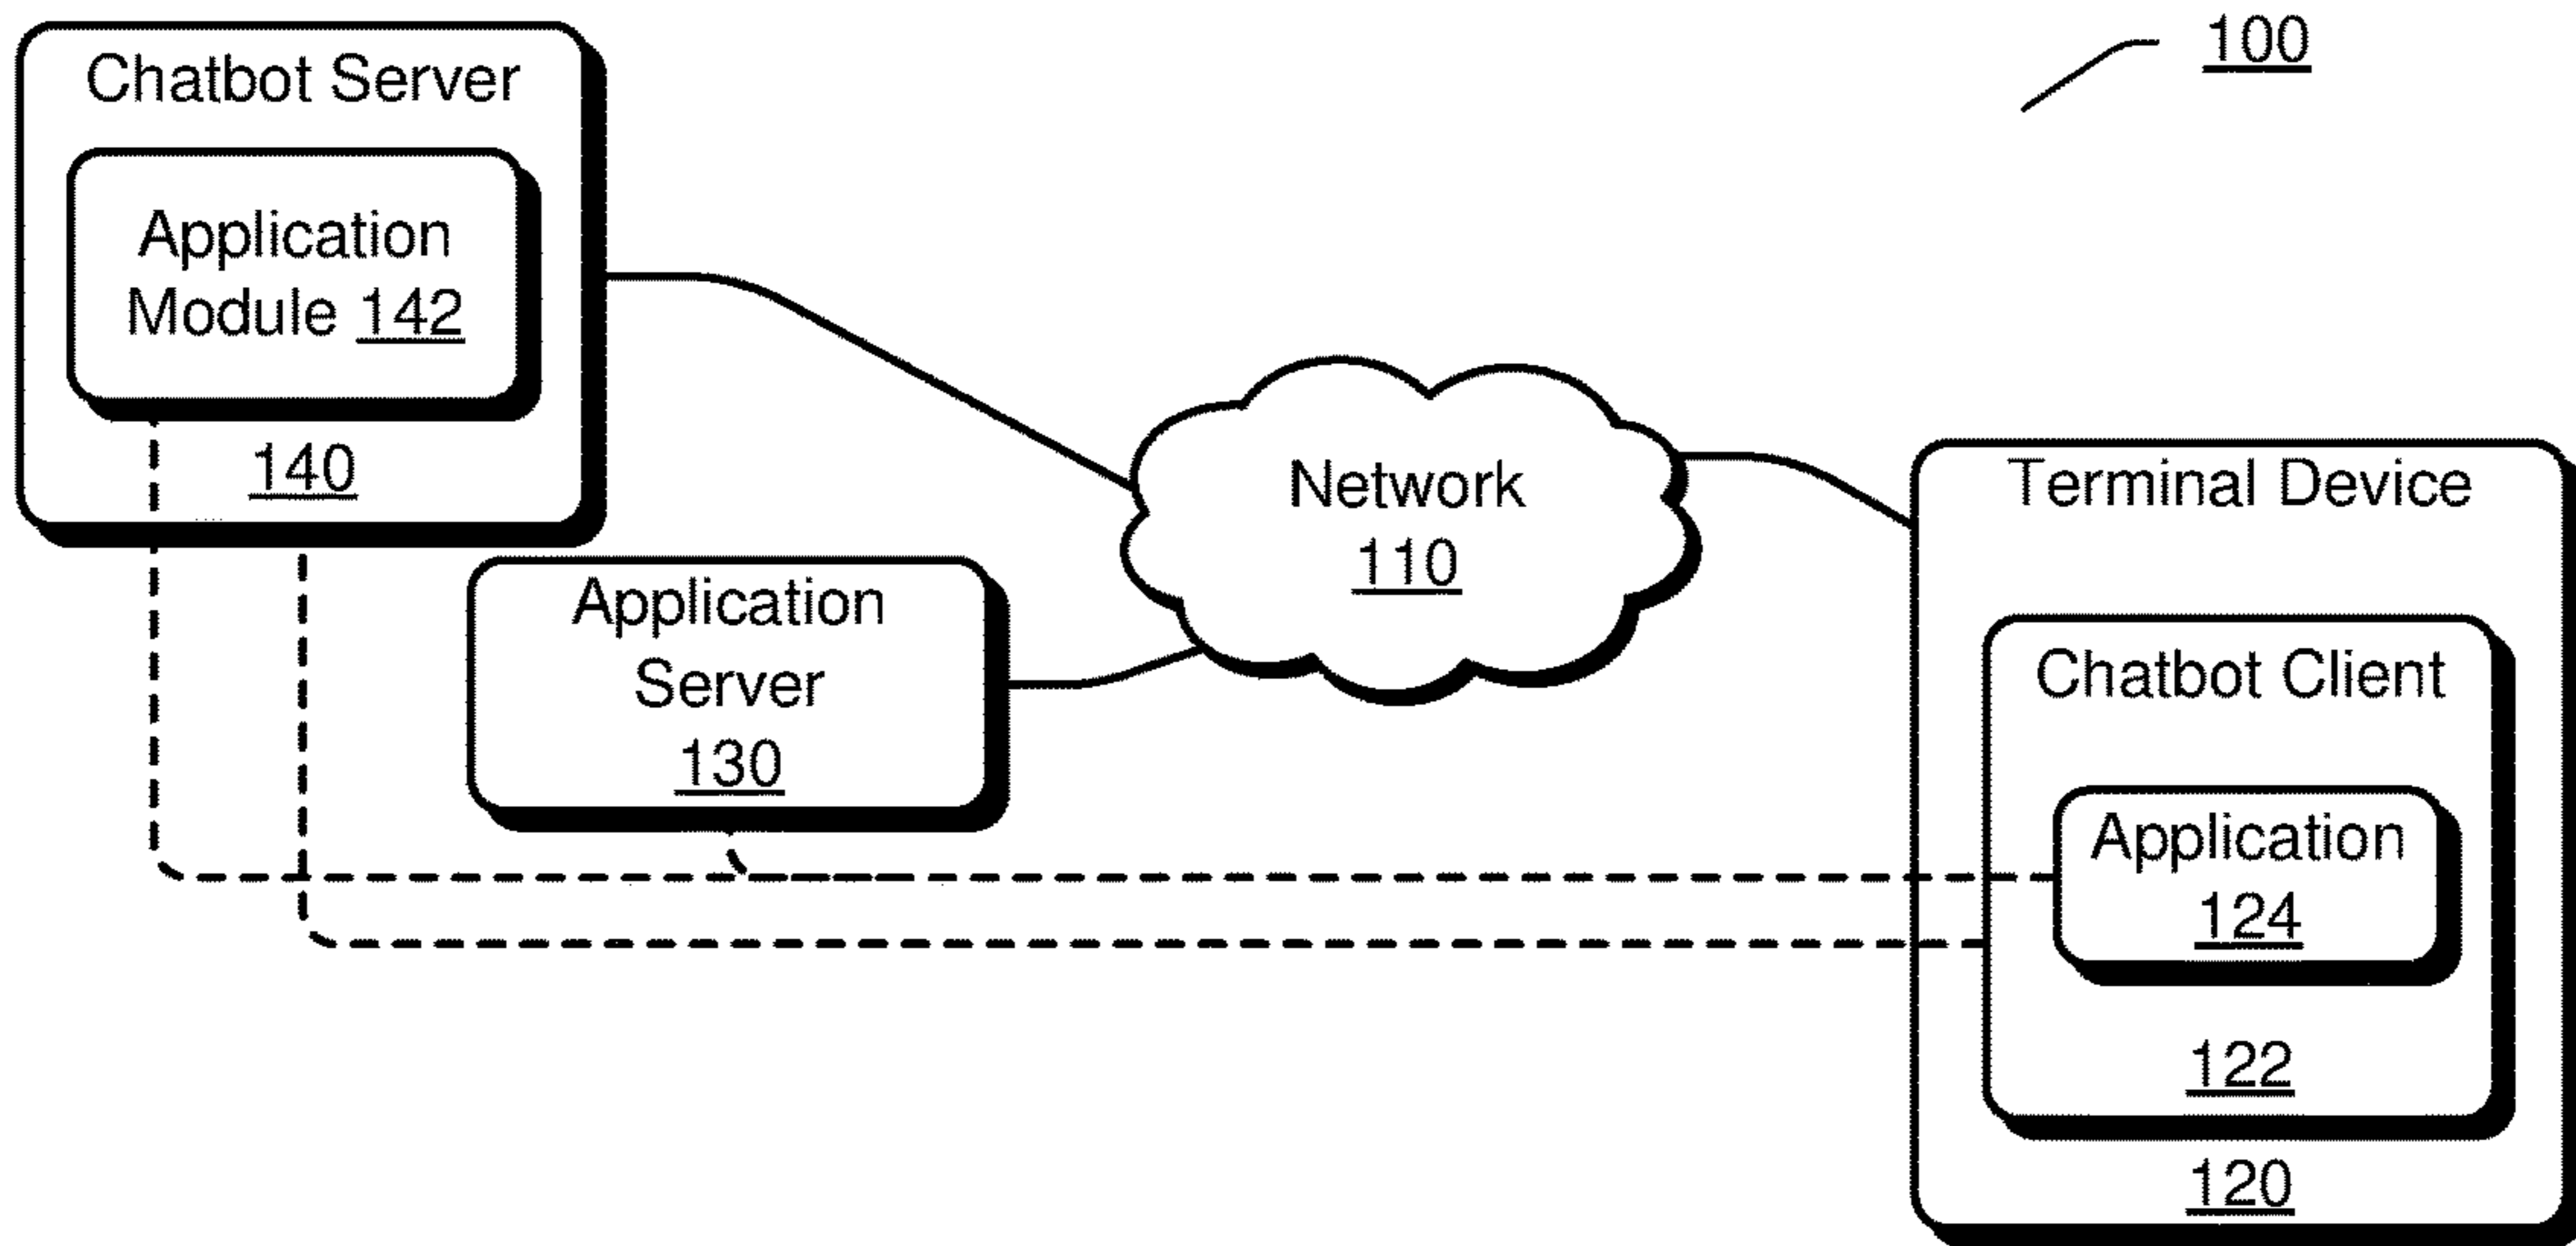 100
Chatbot Server
Application
Module 142
140
Network
110
Application
Server
130
Terminal Device
Chatbot Client
Application
124
122
120